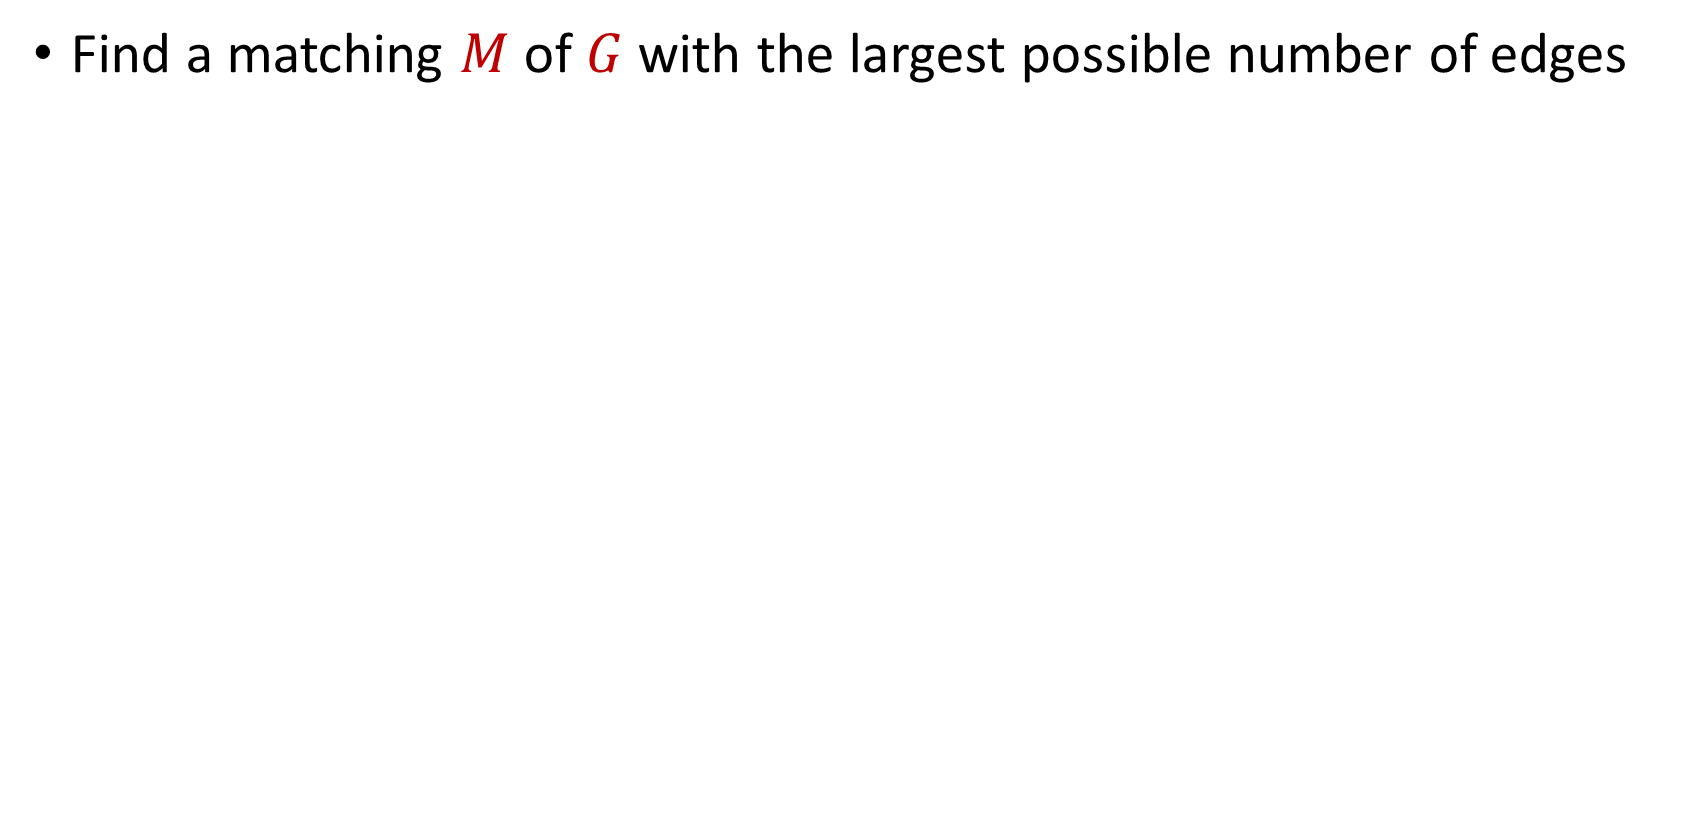 • Find a matching M of G with the largest possible number of edges